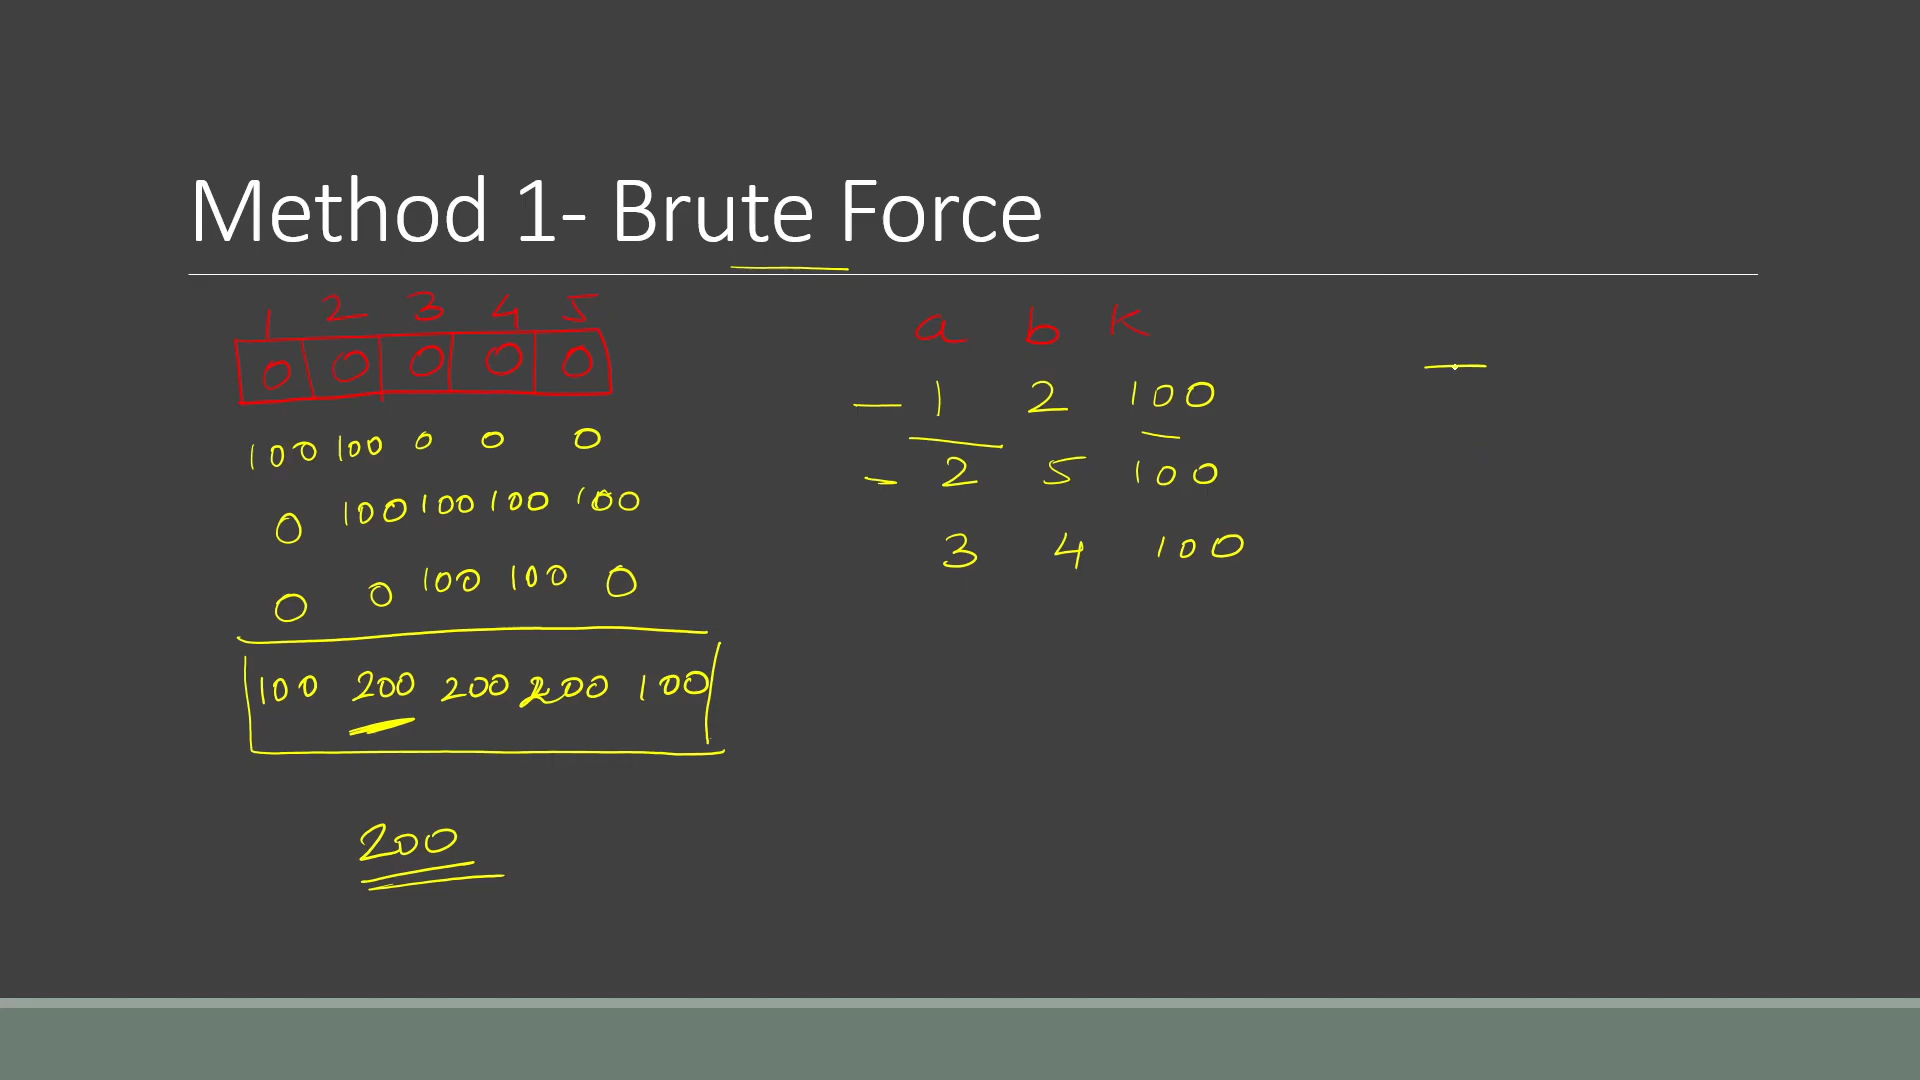 Method 1- Brute Force
1 2 3 4 5
0 0 0 0 0
100 100 0 0 0
0 100 100 100 100
0 0 100 100 0
100 200 200 200 100
200
a b k
1 2 100
2 5 100
3 4 100